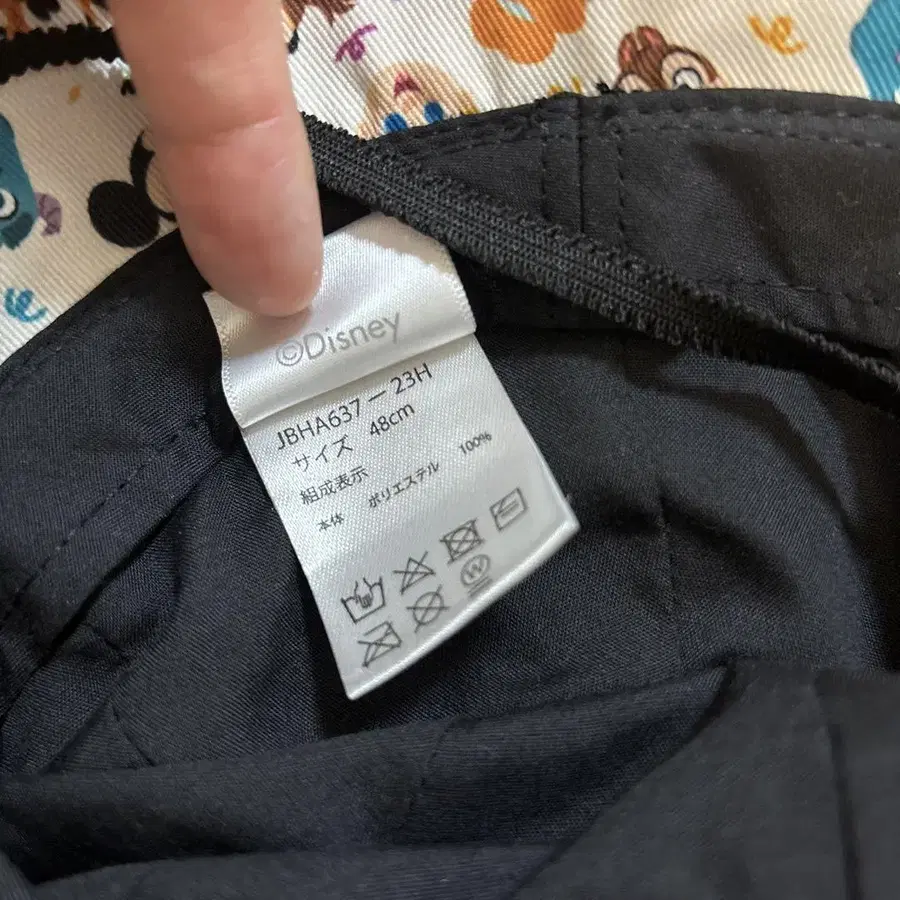 ©Disney
JBHA637-23H
サイズ 48cm
組成表示
本体 ポリエステル 100%
W